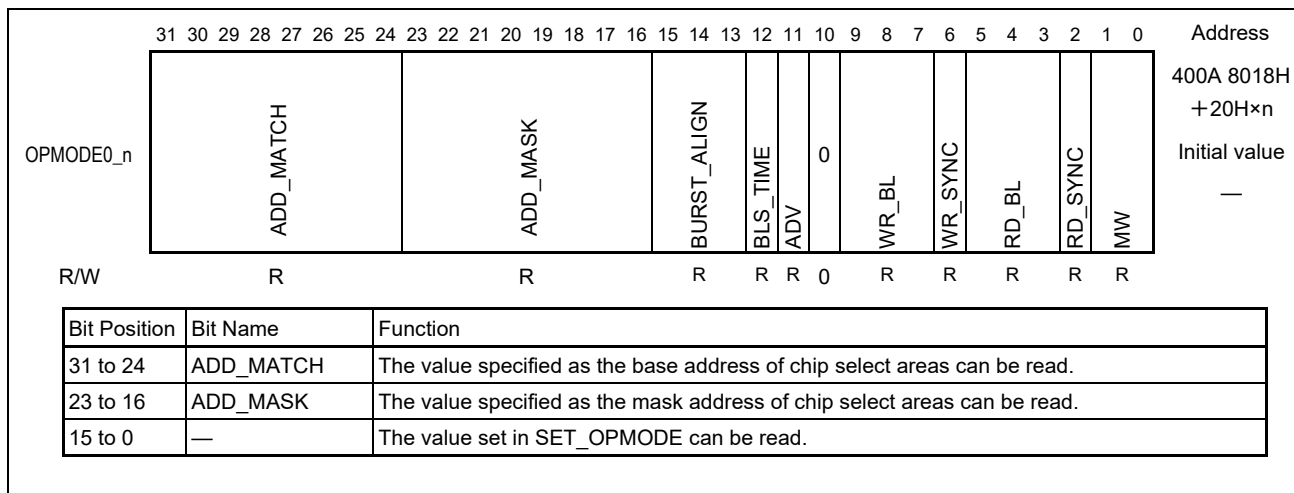 31 30 29 28 27 26 25 24 23 22 21 20 19 18 17 16 15 14 13 12 11 10 9 8 7 6 5 4 3 2 1 0 Address
400A 8018H
＋20H×n
OPMODE0_n ADD_MATCH ADD_MASK BURST_ALIGN BLS_TIME ADV 0 WR_BL WR_SYNC RD_BL RD_SYNC MW Initial value
—
R/W R R R R R 0 R R R R R
Bit Position Bit Name Function
31 to 24 ADD_MATCH The value specified as the base address of chip select areas can be read.
23 to 16 ADD_MASK The value specified as the mask address of chip select areas can be read.
15 to 0 — The value set in SET_OPMODE can be read.